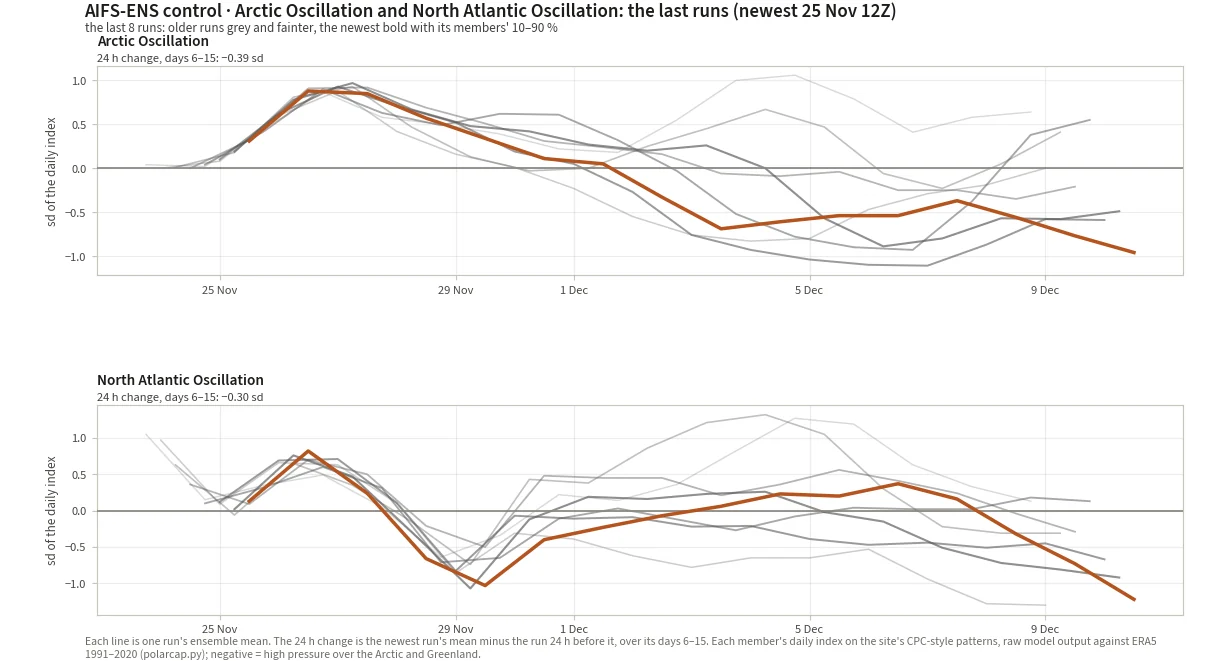 AIFS-ENS control · Arctic Oscillation and North Atlantic Oscillation: the last runs (newest 25 Nov 12Z)
the last 8 runs: older runs grey and fainter, the newest bold with its members' 10–90 %
Arctic Oscillation
24 h change, days 6–15: −0.39 sd
sd of the daily index
1.0
0.5
0.0
−0.5
−1.0
25 Nov 29 Nov 1 Dec 5 Dec 9 Dec
North Atlantic Oscillation
24 h change, days 6–15: −0.30 sd
sd of the daily index
1.0
0.5
0.0
−0.5
−1.0
25 Nov 29 Nov 1 Dec 5 Dec 9 Dec
Each line is one run's ensemble mean. The 24 h change is the newest run's mean minus the run 24 h before it, over its days 6–15. Each member's daily index on the site's CPC-style patterns, raw model output against ERA5
1991–2020 (polarcap.py); negative = high pressure over the Arctic and Greenland.